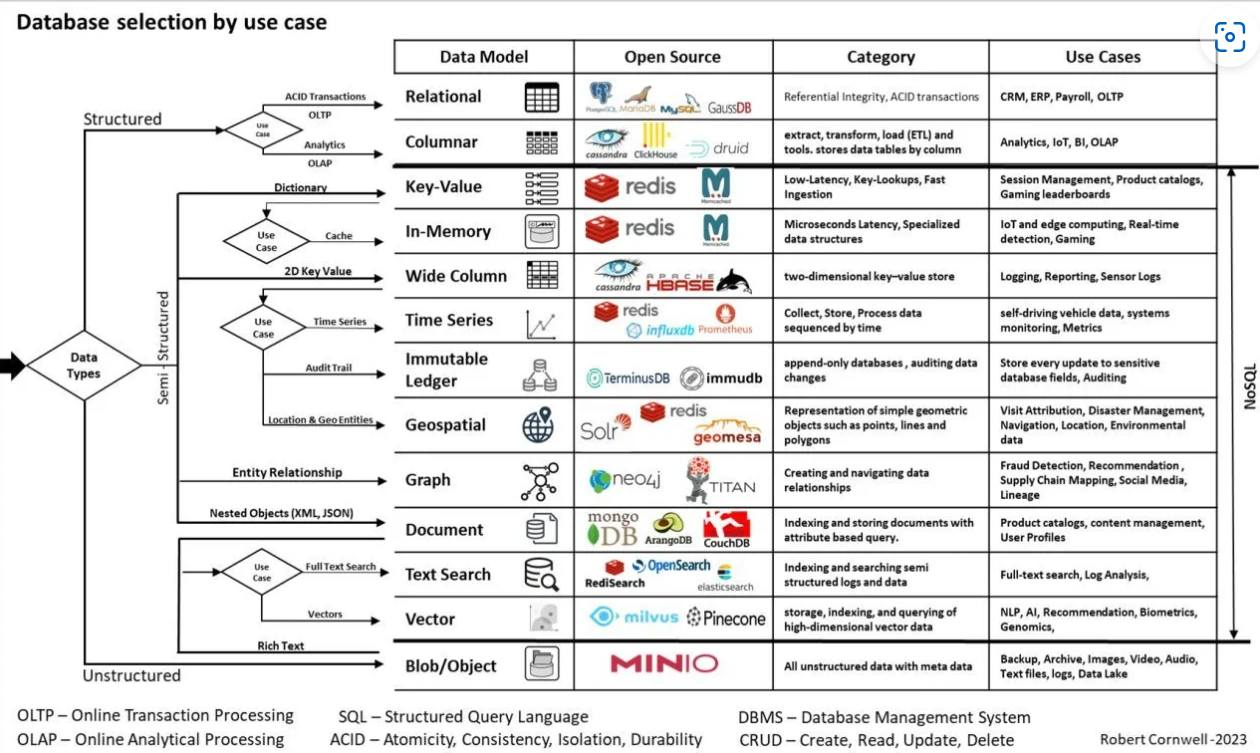 Database selection by use case
Data Model
Open Source
Category
Use Cases
Structured
Use
Case
ACID Transactions
OLTP
Analytics
OLAP
Relational
PostgreSQL
MariaDB
MySQL
GaussDB
Referential Integrity, ACID transactions
CRM, ERP, Payroll, OLTP
Columnar
cassandra
ClickHouse
druid
extract, transform, load (ETL) and
tools. stores data tables by column
Analytics, IoT, BI, OLAP
Data
Types
Semi - Structured
NoSQL
Dictionary
Key-Value
redis
Memcached
Low-Latency, Key-Lookups, Fast
Ingestion
Session Management, Product catalogs,
Gaming leaderboards
Use
Case
Cache
In-Memory
redis
Memcached
Microseconds Latency, Specialized
data structures
IoT and edge computing, Real-time
detection, Gaming
2D Key Value
Wide Column
cassandra
APACHE
HBASE
two-dimensional key–value store
Logging, Reporting, Sensor Logs
Use
Case
Time Series
Time Series
redis
influxdb
Prometheus
Collect, Store, Process data
sequenced by time
self-driving vehicle data, systems
monitoring, Metrics
Audit Trail
Immutable
Ledger
TerminusDB
immudb
append-only databases , auditing data
changes
Store every update to sensitive
database fields, Auditing
Location & Geo Entities
Geospatial
Solr
redis
geomesa
Representation of simple geometric
objects such as points, lines and
polygons
Visit Attribution, Disaster Management,
Navigation, Location, Environmental
data
Entity Relationship
Graph
neo4j
TITAN
Creating and navigating data
relationships
Fraud Detection, Recommendation ,
Supply Chain Mapping, Social Media,
Lineage
Nested Objects (XML, JSON)
Document
mongo
DB
ArangoDB
CouchDB
Indexing and storing documents with
attribute based query.
Product catalogs, content management,
User Profiles
Use
Case
Full Text Search
Text Search
RediSearch
OpenSearch
elasticsearch
Indexing and searching semi
structured logs and data
Full-text search, Log Analysis,
Vectors
Vector
milvus
Pinecone
storage, indexing, and querying of
high-dimensional vector data
NLP, AI, Recommendation, Biometrics,
Genomics,
Rich Text
Unstructured
Blob/Object
MINIO
All unstructured data with meta data
Backup, Archive, Images, Video, Audio,
Text files, logs, Data Lake
OLTP – Online Transaction Processing
SQL – Structured Query Language
DBMS – Database Management System
OLAP – Online Analytical Processing
ACID – Atomicity, Consistency, Isolation, Durability
CRUD – Create, Read, Update, Delete
Robert Cornwell -2023